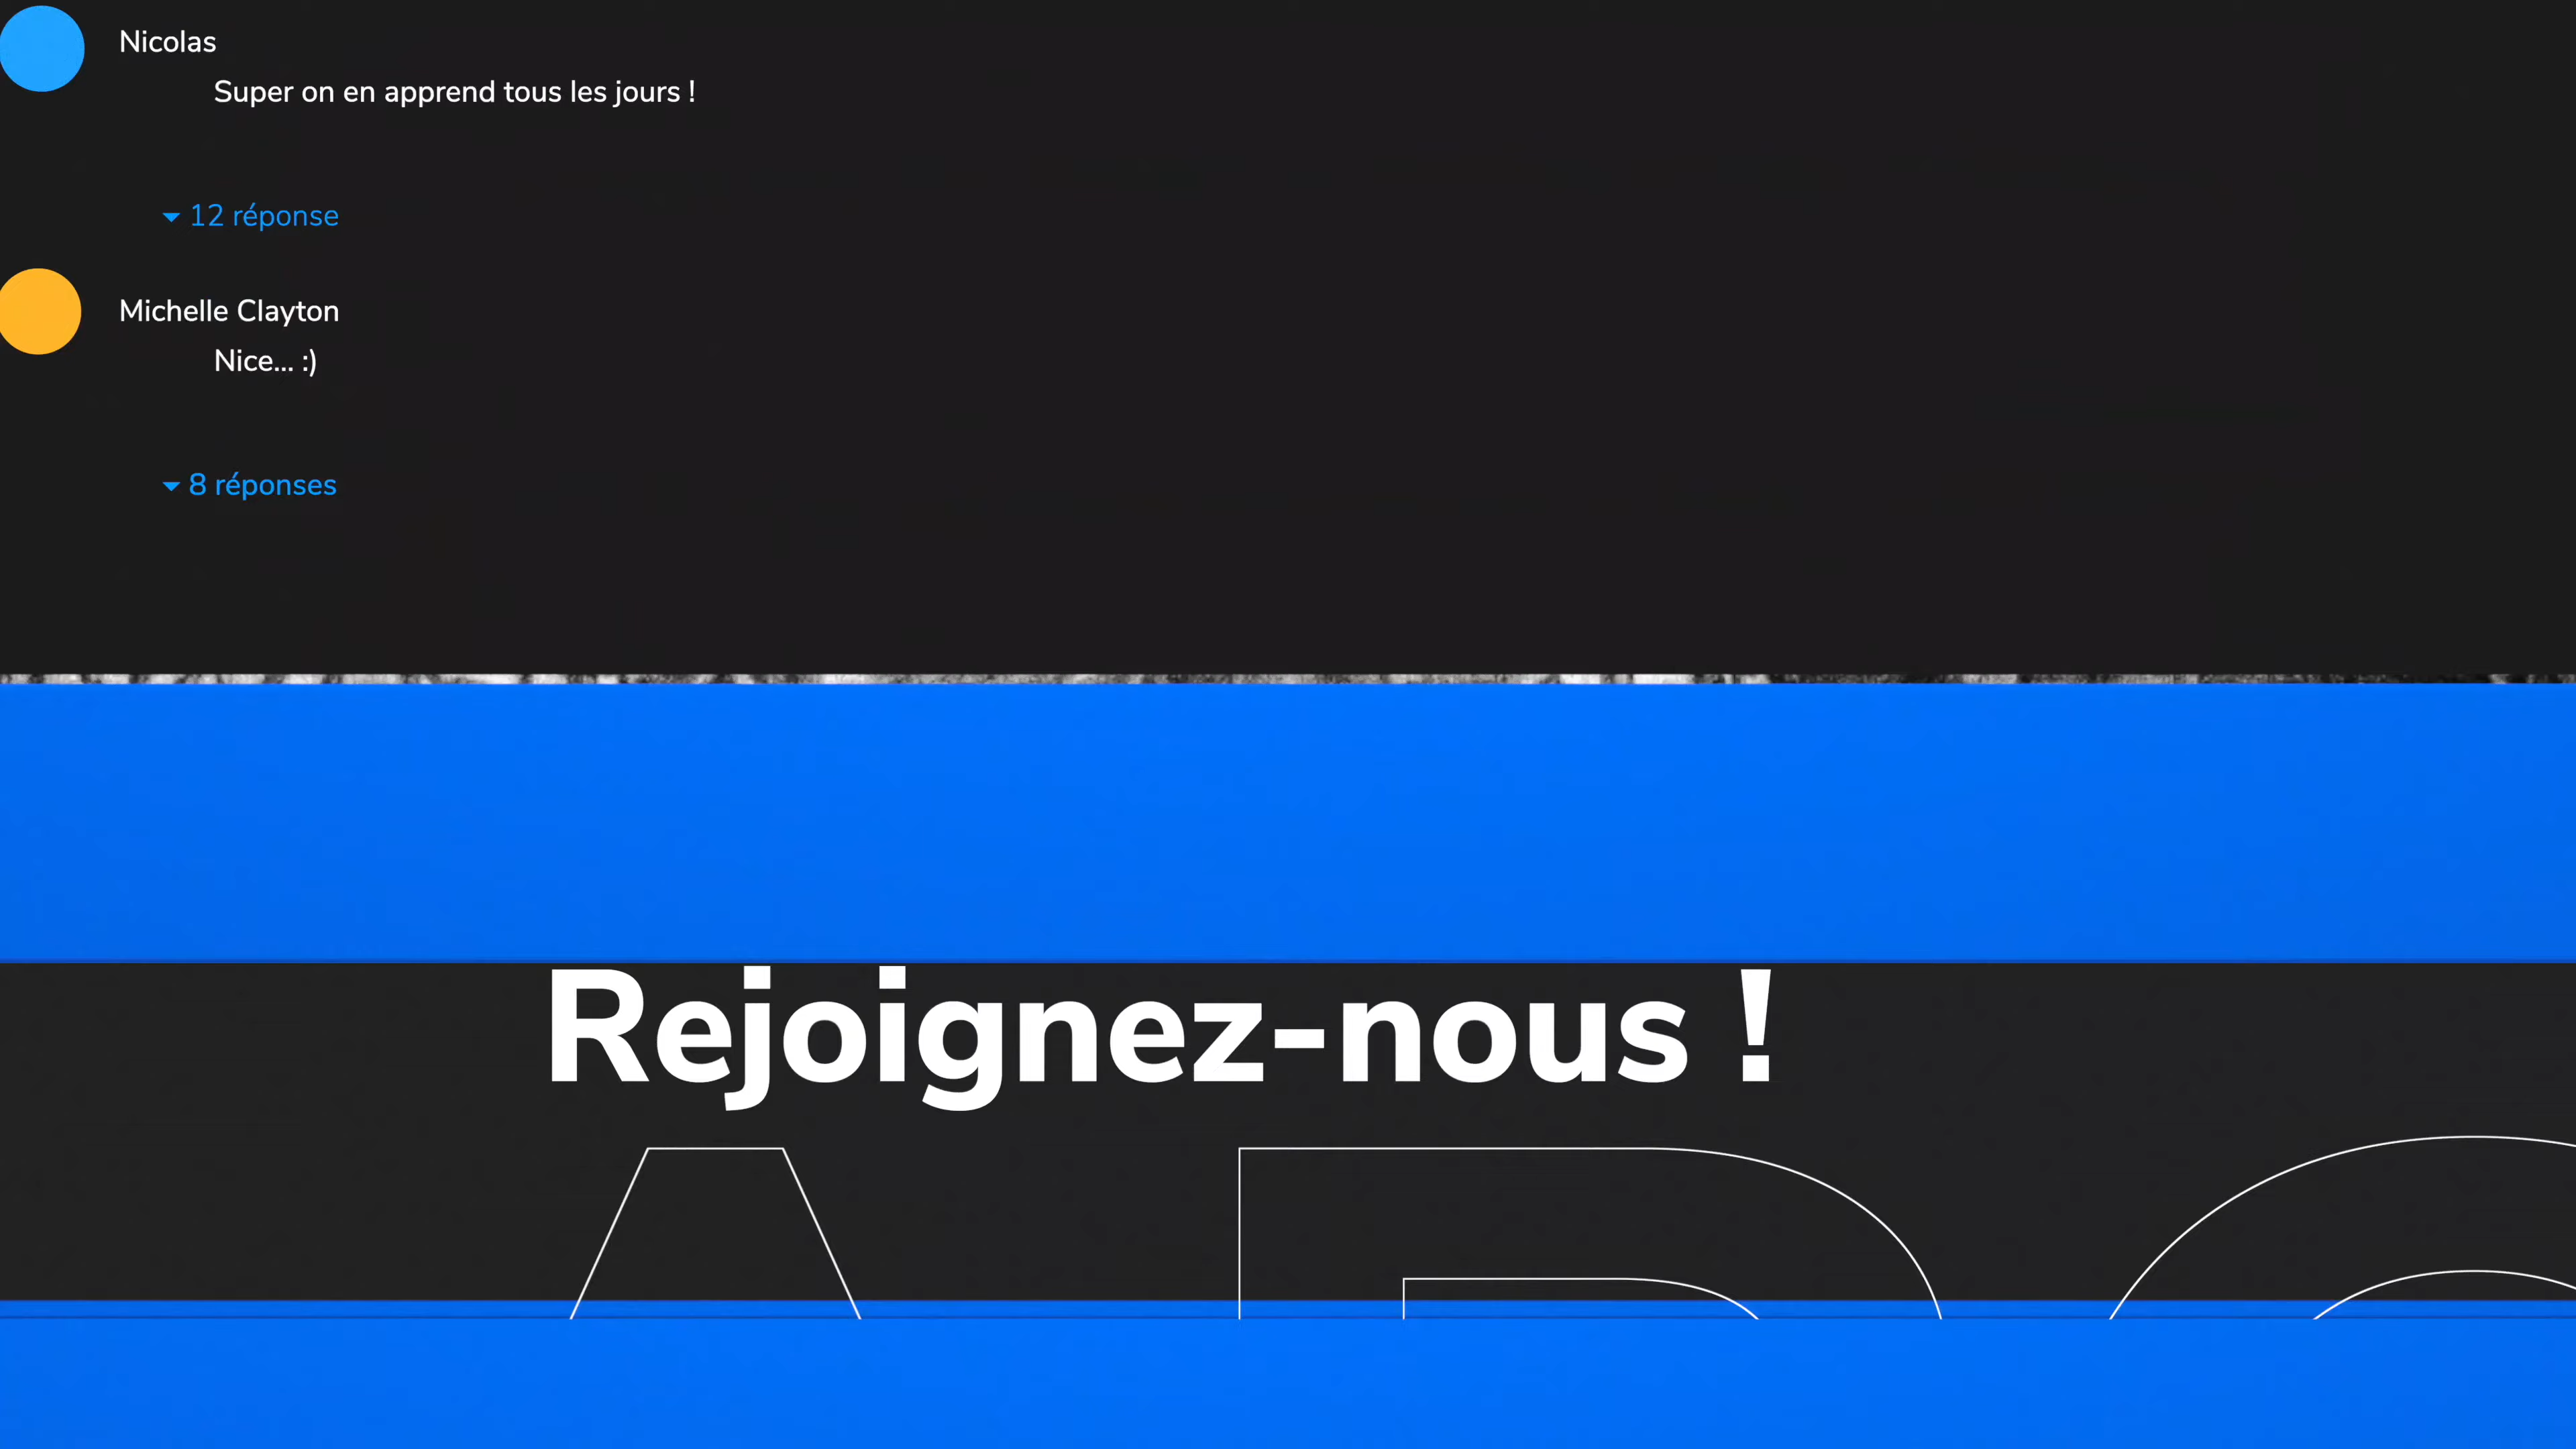 Nicolas
Super on en apprend tous les jours !
12 réponse
Michelle Clayton
Nice... :)
8 réponses
Rejoignez-nous !